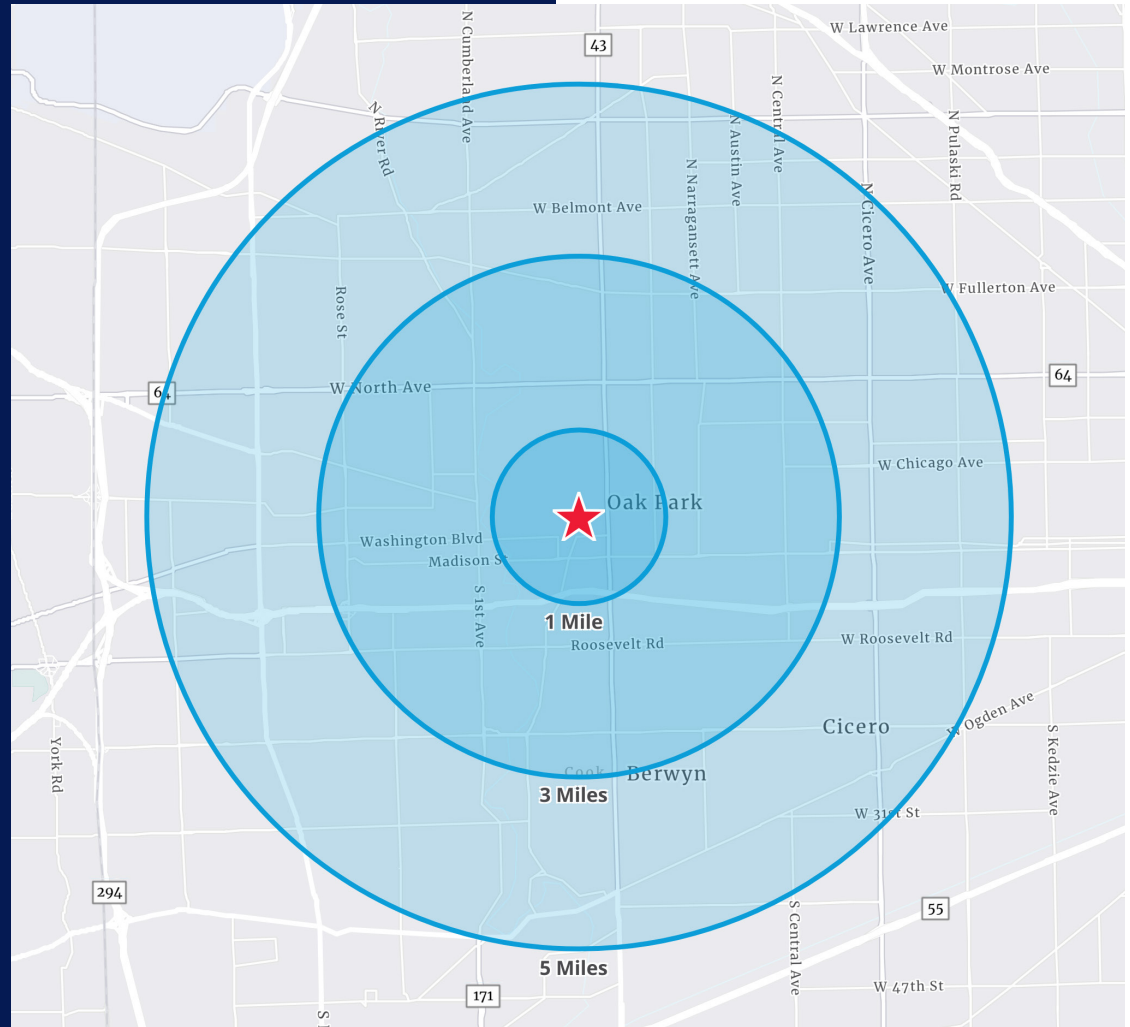 W Lawrence Ave
43
N Cumberland Ave
W Montrose Ave
N Central Ave
N River Rd
N Austin Ave
N Pulaski Rd
N Narragansett Ave
N Cicero Ave
W Belmont Ave
Rose St
W Fullerton Ave
64
W North Ave
64
W Chicago Ave
Oak Park
Washington Blvd
Madison St
S 1st Ave
1 Mile
Roosevelt Rd
W Roosevelt Rd
Cicero
W Ogden Ave
York Rd
S Kedzie Ave
Cook
Berwyn
3 Miles
W 31st St
294
S Central Ave
55
5 Miles
171
W 47th St
S